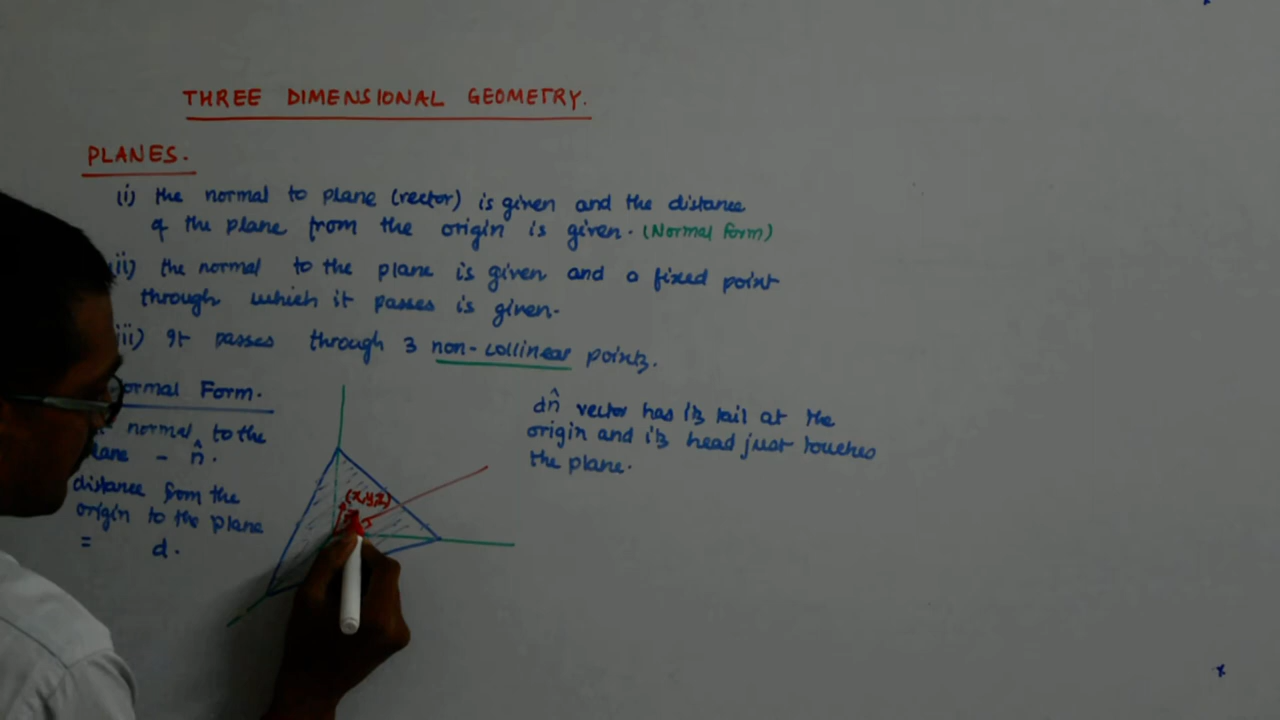 THREE DIMENSIONAL GEOMETRY.
PLANES.
(i) the normal to plane (vector) is given and the distance
of the plane from the origin is given. (Normal form)
ii) the normal to the plane is given and a fixed point
through which it passes is given.
iii) It passes through 3 non-collinear points.
ormal Form.
normal to the
lane - n̂.
distance from the
origin to the plane
= d.
(x,y,z)
dn̂ vector has its tail at the
origin and its head just touches
the plane.